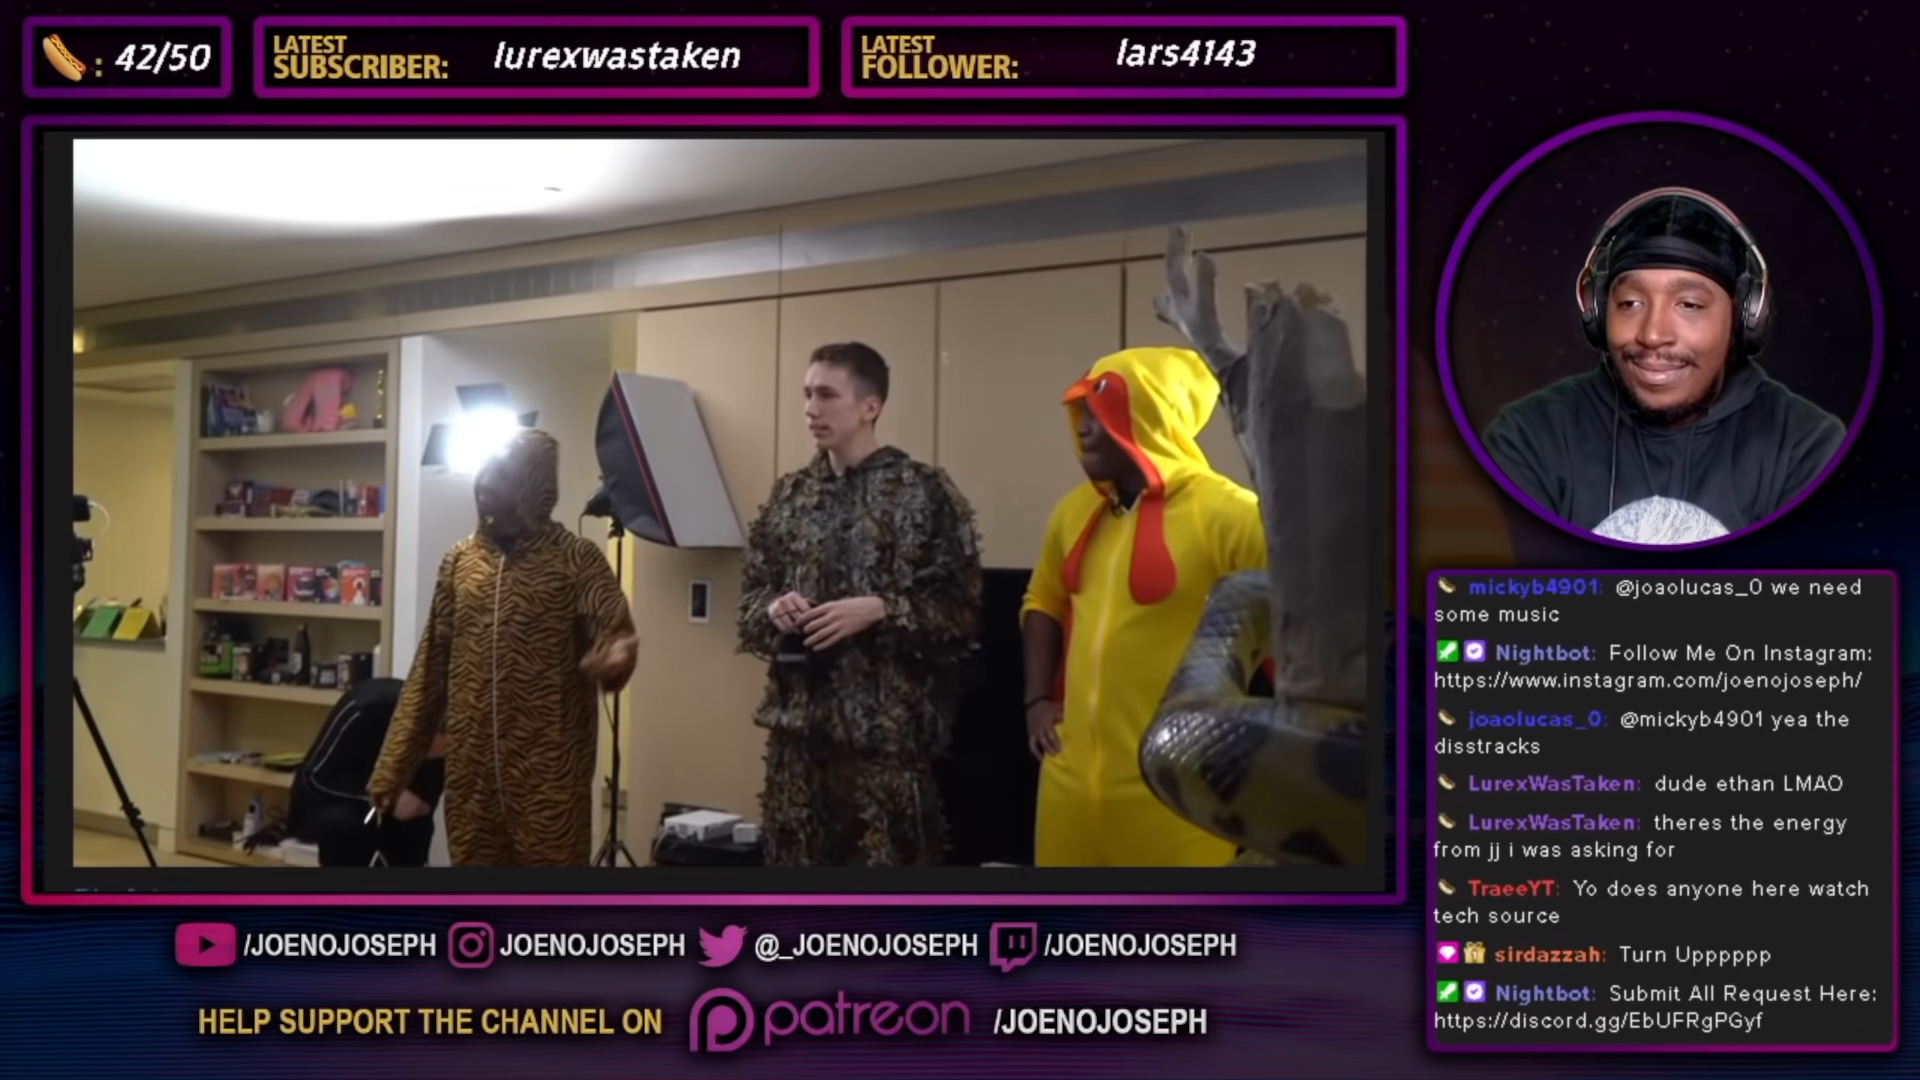 : 42/50
LATEST
SUBSCRIBER: lurexwastaken
LATEST
FOLLOWER: lars4143
mickyb4901: @joaolucas_0 we need
some music
Nightbot: Follow Me On Instagram:
https://www.instagram.com/joenojoseph/
joaolucas_0: @mickyb4901 yea the
disstracks
LurexWasTaken: dude ethan LMAO
LurexWasTaken: theres the energy
from jj i was asking for
TraeeYT: Yo does anyone here watch
tech source
sirdazzah: Turn Upppppp
Nightbot: Submit All Request Here:
https://discord.gg/EbUFRgPGyf
/JOENOJOSEPH JOENOJOSEPH @_JOENOJOSEPH /JOENOJOSEPH
HELP SUPPORT THE CHANNEL ON patreon /JOENOJOSEPH